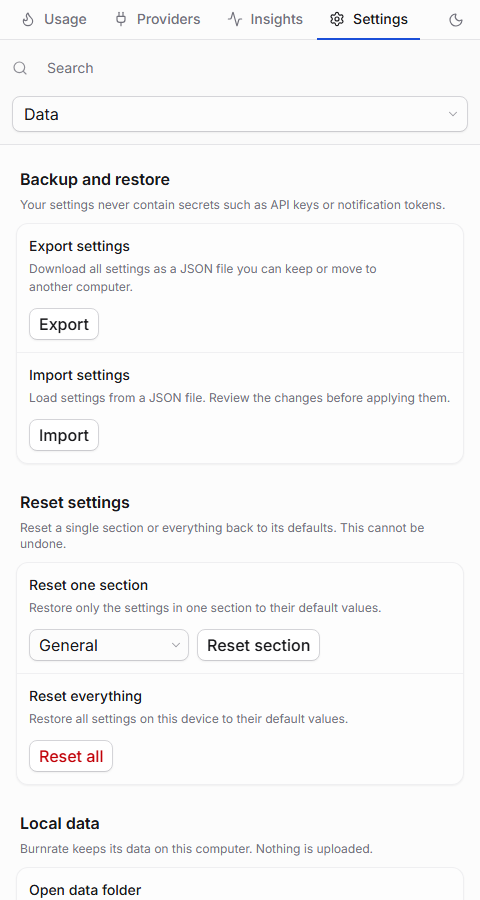 Usage Providers Insights Settings
Search
Data
Backup and restore
Your settings never contain secrets such as API keys or notification tokens.
Export settings
Download all settings as a JSON file you can keep or move to
another computer.
Export
Import settings
Load settings from a JSON file. Review the changes before applying them.
Import
Reset settings
Reset a single section or everything back to its defaults. This cannot be
undone.
Reset one section
Restore only the settings in one section to their default values.
General Reset section
Reset everything
Restore all settings on this device to their default values.
Reset all
Local data
Burnrate keeps its data on this computer. Nothing is uploaded.
Open data folder